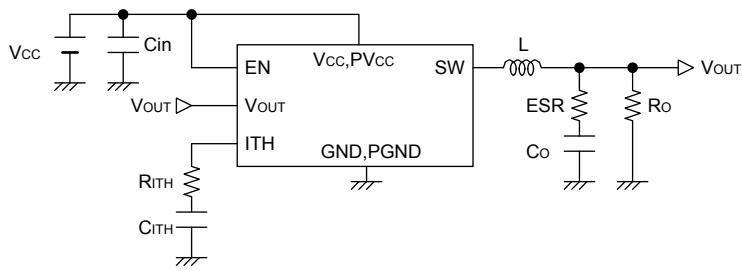 VCC
Cin
EN
VCC,PVCC
SW
L
VOUT
VOUT
VOUT
ESR
RO
CO
ITH
GND,PGND
RITH
CITH